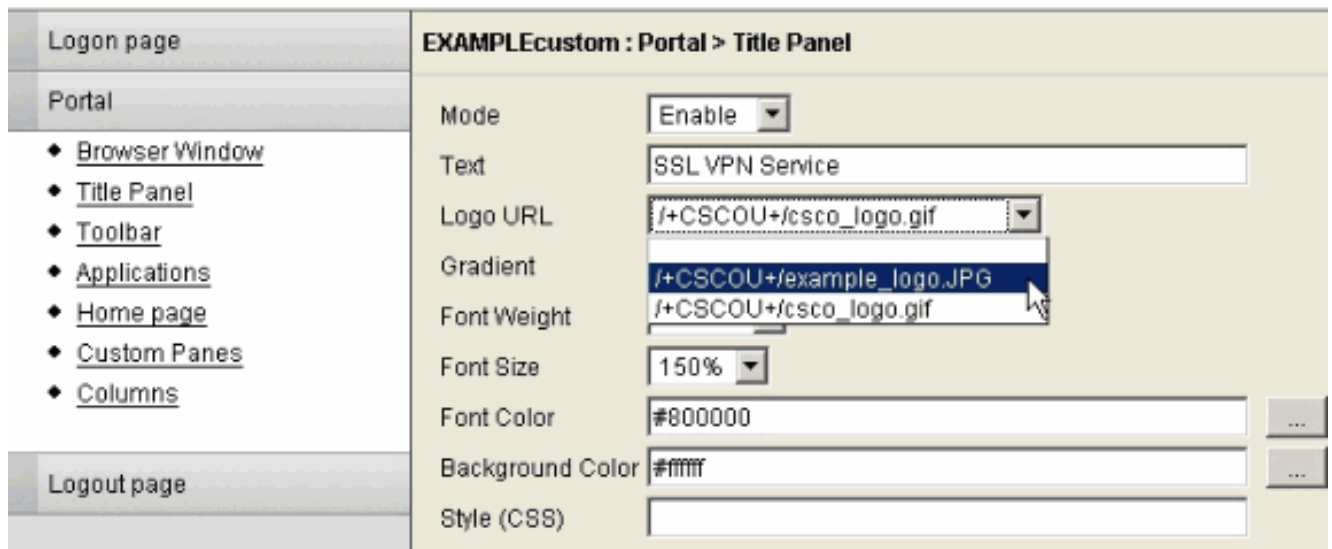 Logon page
Portal
Browser Window
Title Panel
Toolbar
Applications
Home page
Custom Panes
Columns
Logout page
EXAMPLEcustom : Portal > Title Panel
Mode Enable
Text SSL VPN Service
Logo URL /+CSCOU+/csco_logo.gif
/+CSCOU+/example_logo.JPG
/+CSCOU+/csco_logo.gif
Gradient
Font Weight
Font Size 150%
Font Color #800000 ...
Background Color #ffffff ...
Style (CSS)